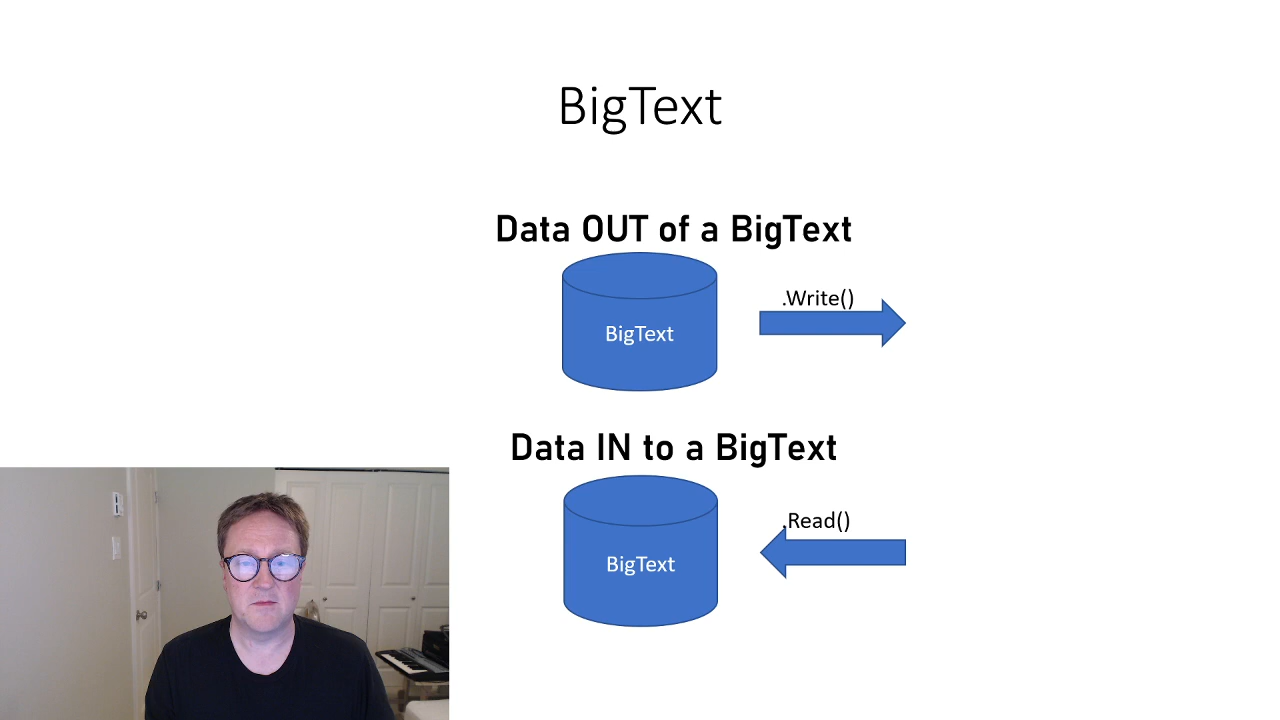 BigText
Data OUT of a BigText
.Write()
BigText
Data IN to a BigText
.Read()
BigText